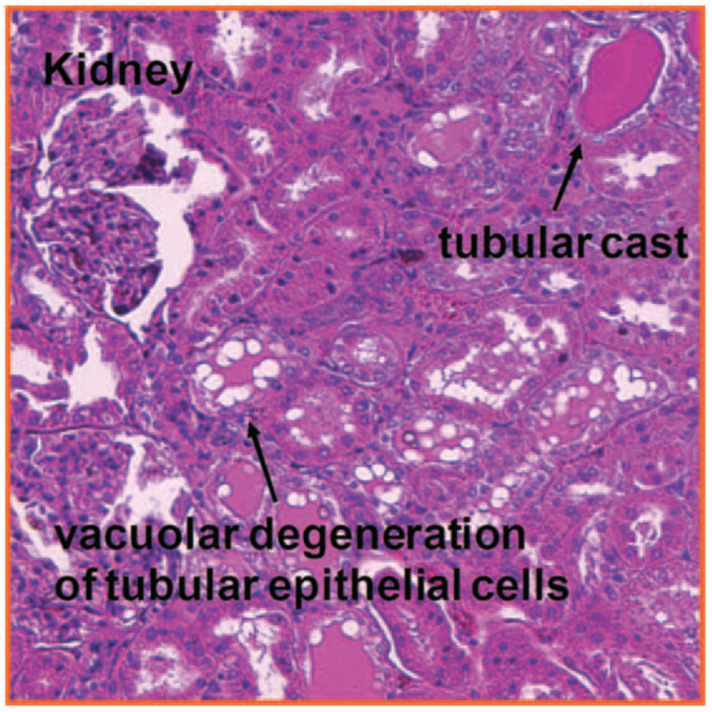 Kidney
tubular cast
vacuolar degeneration
of tubular epithelial cells